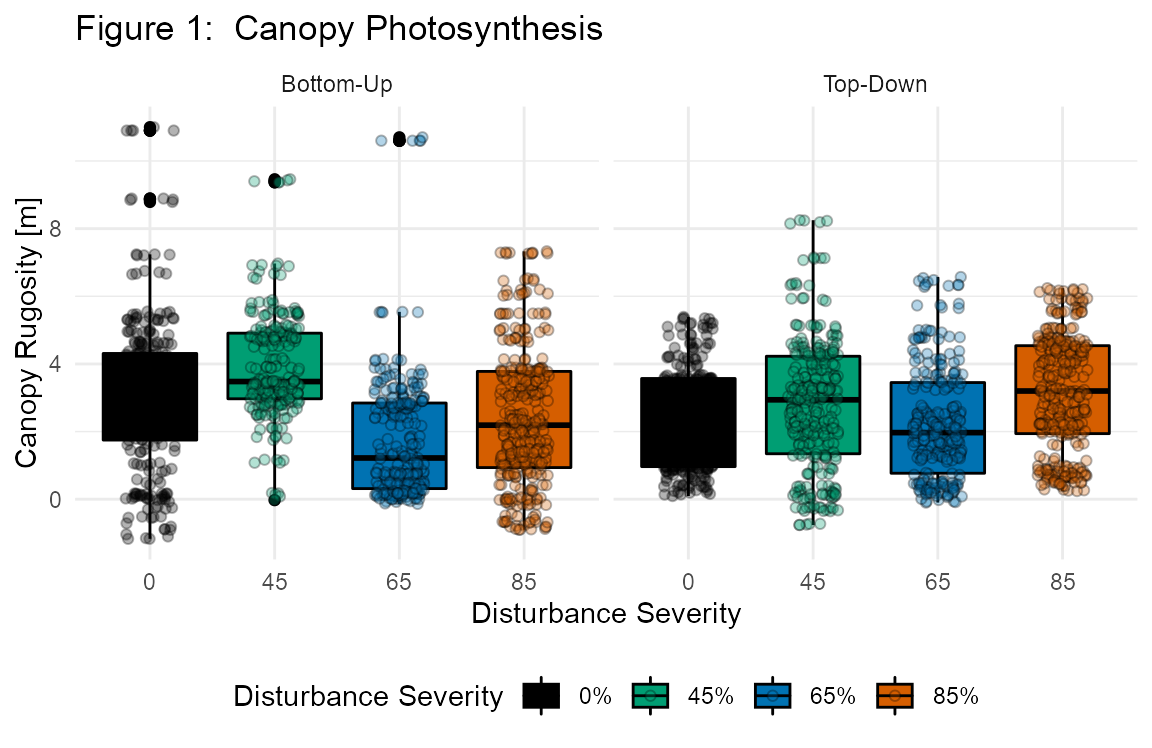 Figure 1:  Canopy Photosynthesis
Bottom-Up
Top-Down
Canopy Rugosity [m]
8
4
0
0 45 65 85
0 45 65 85
Disturbance Severity
Disturbance Severity 0% 45% 65% 85%